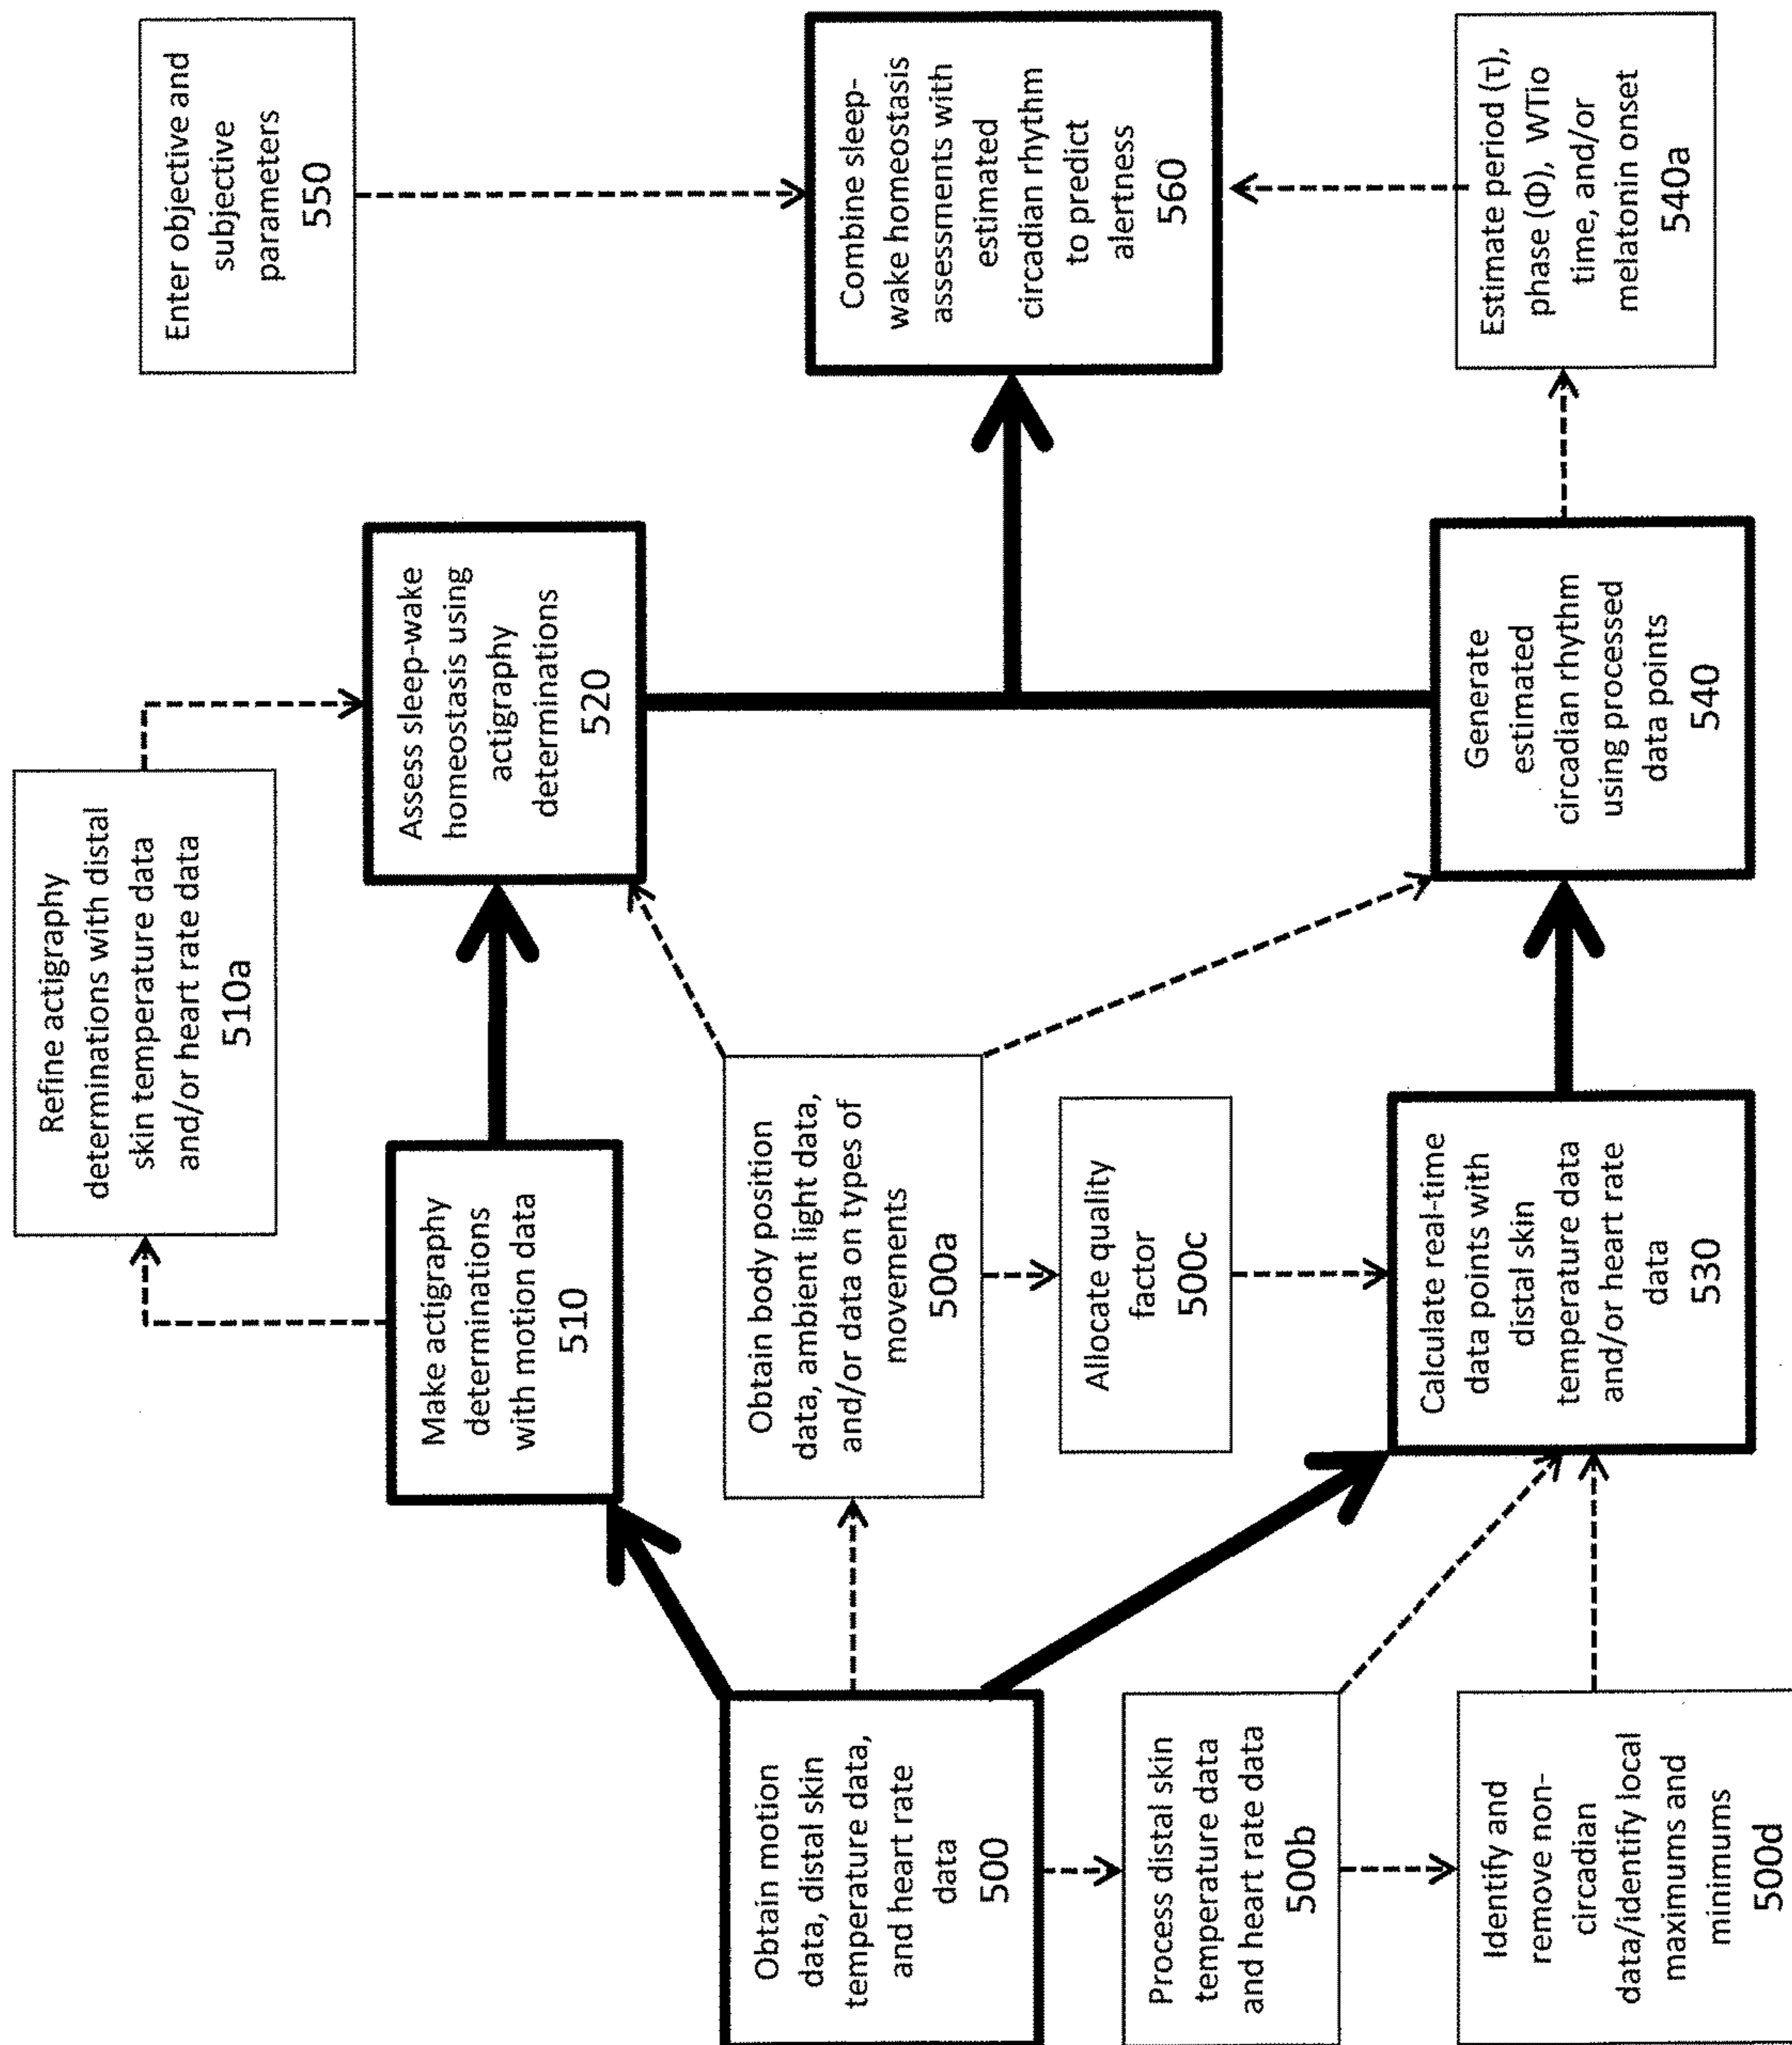 Obtain motion
data, distal skin
temperature data,
and heart rate
data
500
Process distal skin
temperature data
and heart rate data
500b
Identify and
remove non-
circadian
data/identify local
maximums and
minimums
500d
Make actigraphy
determinations
with motion data
510
Obtain body position
data, ambient light data,
and/or data on types of
movements
500a
Allocate quality
factor
500c
Calculate real-time
data points with
distal skin
temperature data
and/or heart rate
data
530
Refine actigraphy
determinations with distal
skin temperature data
and/or heart rate data
510a
Assess sleep-wake
homeostasis using
actigraphy
determinations
520
Generate
estimated
circadian rhythm
using processed
data points
540
Enter objective and
subjective
parameters
550
Combine sleep-
wake homeostasis
assessments with
estimated
circadian rhythm
to predict
alertness
560
Estimate period (τ),
phase (Φ), WTio
time, and/or
melatonin onset
540a